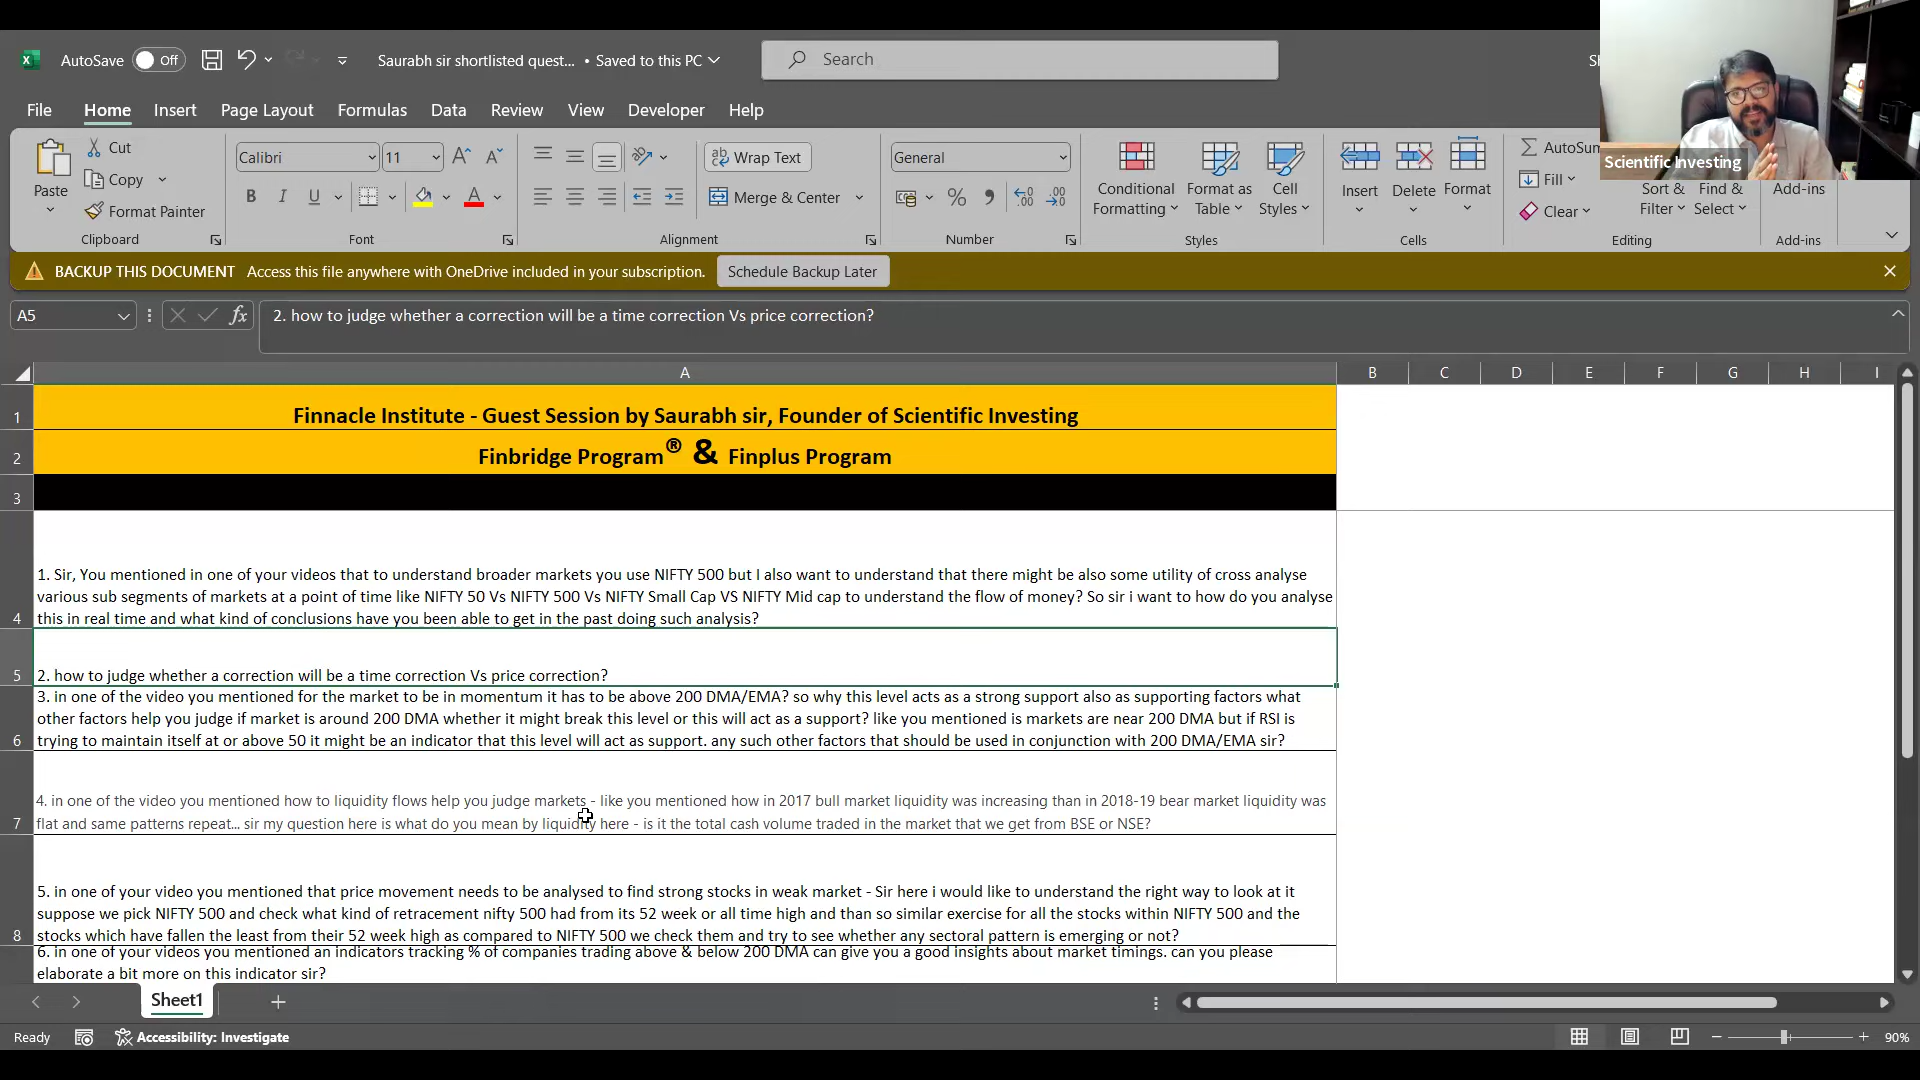 AutoSave Off Saurabh sir shortlisted quest... • Saved to this PC Search
File Home Insert Page Layout Formulas Data Review View Developer Help
Paste Cut Copy Format Painter Clipboard
Calibri 11 B I U Font
Wrap Text Merge & Center Alignment
General % Number
Conditional Formatting Format as Table Cell Styles Styles
Insert Delete Format Cells
AutoSum Fill Clear Sort & Filter Find & Select Editing
Add-ins Add-ins
Scientific Investing
BACKUP THIS DOCUMENT Access this file anywhere with OneDrive included in your subscription. Schedule Backup Later
A5 fx 2. how to judge whether a correction will be a time correction Vs price correction?
A B C D E F G H I
1 Finnacle Institute - Guest Session by Saurabh sir, Founder of Scientific Investing
2 Finbridge Program® & Finplus Program
3
1. Sir, You mentioned in one of your videos that to understand broader markets you use NIFTY 500 but I also want to understand that there might be also some utility of cross analyse
various sub segments of markets at a point of time like NIFTY 50 Vs NIFTY 500 Vs NIFTY Small Cap VS NIFTY Mid cap to understand the flow of money? So sir i want to how do you analyse
4 this in real time and what kind of conclusions have you been able to get in the past doing such analysis?
5 2. how to judge whether a correction will be a time correction Vs price correction?
3. in one of the video you mentioned for the market to be in momentum it has to be above 200 DMA/EMA? so why this level acts as a strong support also as supporting factors what
other factors help you judge if market is around 200 DMA whether it might break this level or this will act as a support? like you mentioned is markets are near 200 DMA but if RSI is
6 trying to maintain itself at or above 50 it might be an indicator that this level will act as support. any such other factors that should be used in conjunction with 200 DMA/EMA sir?
4. in one of the video you mentioned how to liquidity flows help you judge markets - like you mentioned how in 2017 bull market liquidity was increasing than in 2018-19 bear market liquidity was
7 flat and same patterns repeat... sir my question here is what do you mean by liquidity here - is it the total cash volume traded in the market that we get from BSE or NSE?
5. in one of your video you mentioned that price movement needs to be analysed to find strong stocks in weak market - Sir here i would like to understand the right way to look at it
suppose we pick NIFTY 500 and check what kind of retracement nifty 500 had from its 52 week or all time high and than so similar exercise for all the stocks within NIFTY 500 and the
8 stocks which have fallen the least from their 52 week high as compared to NIFTY 500 we check them and try to see whether any sectoral pattern is emerging or not?
6. in one of your videos you mentioned an indicators tracking % of companies trading above & below 200 DMA can give you a good insights about market timings. can you please
elaborate a bit more on this indicator sir?
Sheet1
Ready Accessibility: Investigate 90%